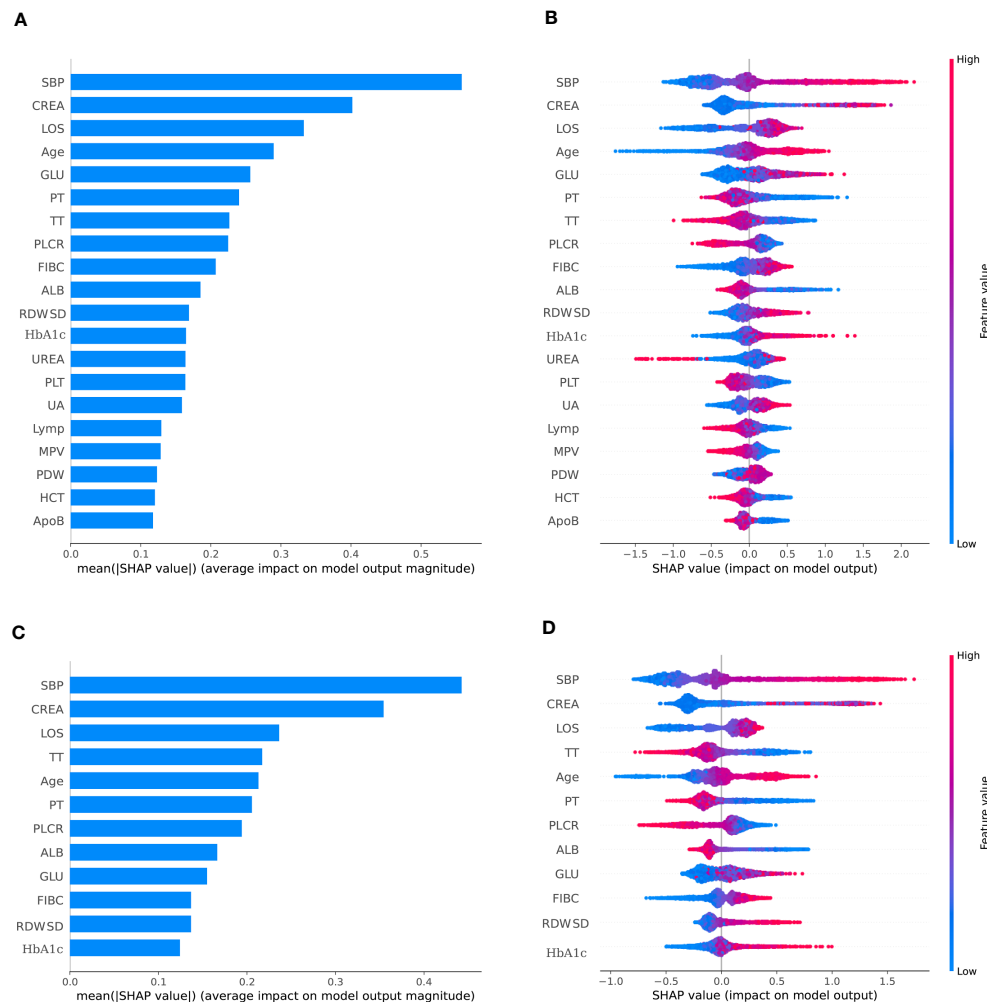 A
SBP
CREA
LOS
Age
GLU
PT
TT
PLCR
FIBC
ALB
RDWSD
HbA1c
UREA
PLT
UA
Lymp
MPV
PDW
HCT
ApoB
0.0 0.1 0.2 0.3 0.4 0.5
mean(|SHAP value|) (average impact on model output magnitude)
B
SBP
CREA
LOS
Age
GLU
PT
TT
PLCR
FIBC
ALB
RDWSD
HbA1c
UREA
PLT
UA
Lymp
MPV
PDW
HCT
ApoB
−1.5 −1.0 −0.5 0.0 0.5 1.0 1.5 2.0
SHAP value (impact on model output)
High
Feature value
Low
C
SBP
CREA
LOS
TT
Age
PT
PLCR
ALB
GLU
FIBC
RDWSD
HbA1c
0.0 0.1 0.2 0.3 0.4
mean(|SHAP value|) (average impact on model output magnitude)
D
SBP
CREA
LOS
TT
Age
PT
PLCR
ALB
GLU
FIBC
RDWSD
HbA1c
−1.0 −0.5 0.0 0.5 1.0 1.5
SHAP value (impact on model output)
High
Feature value
Low